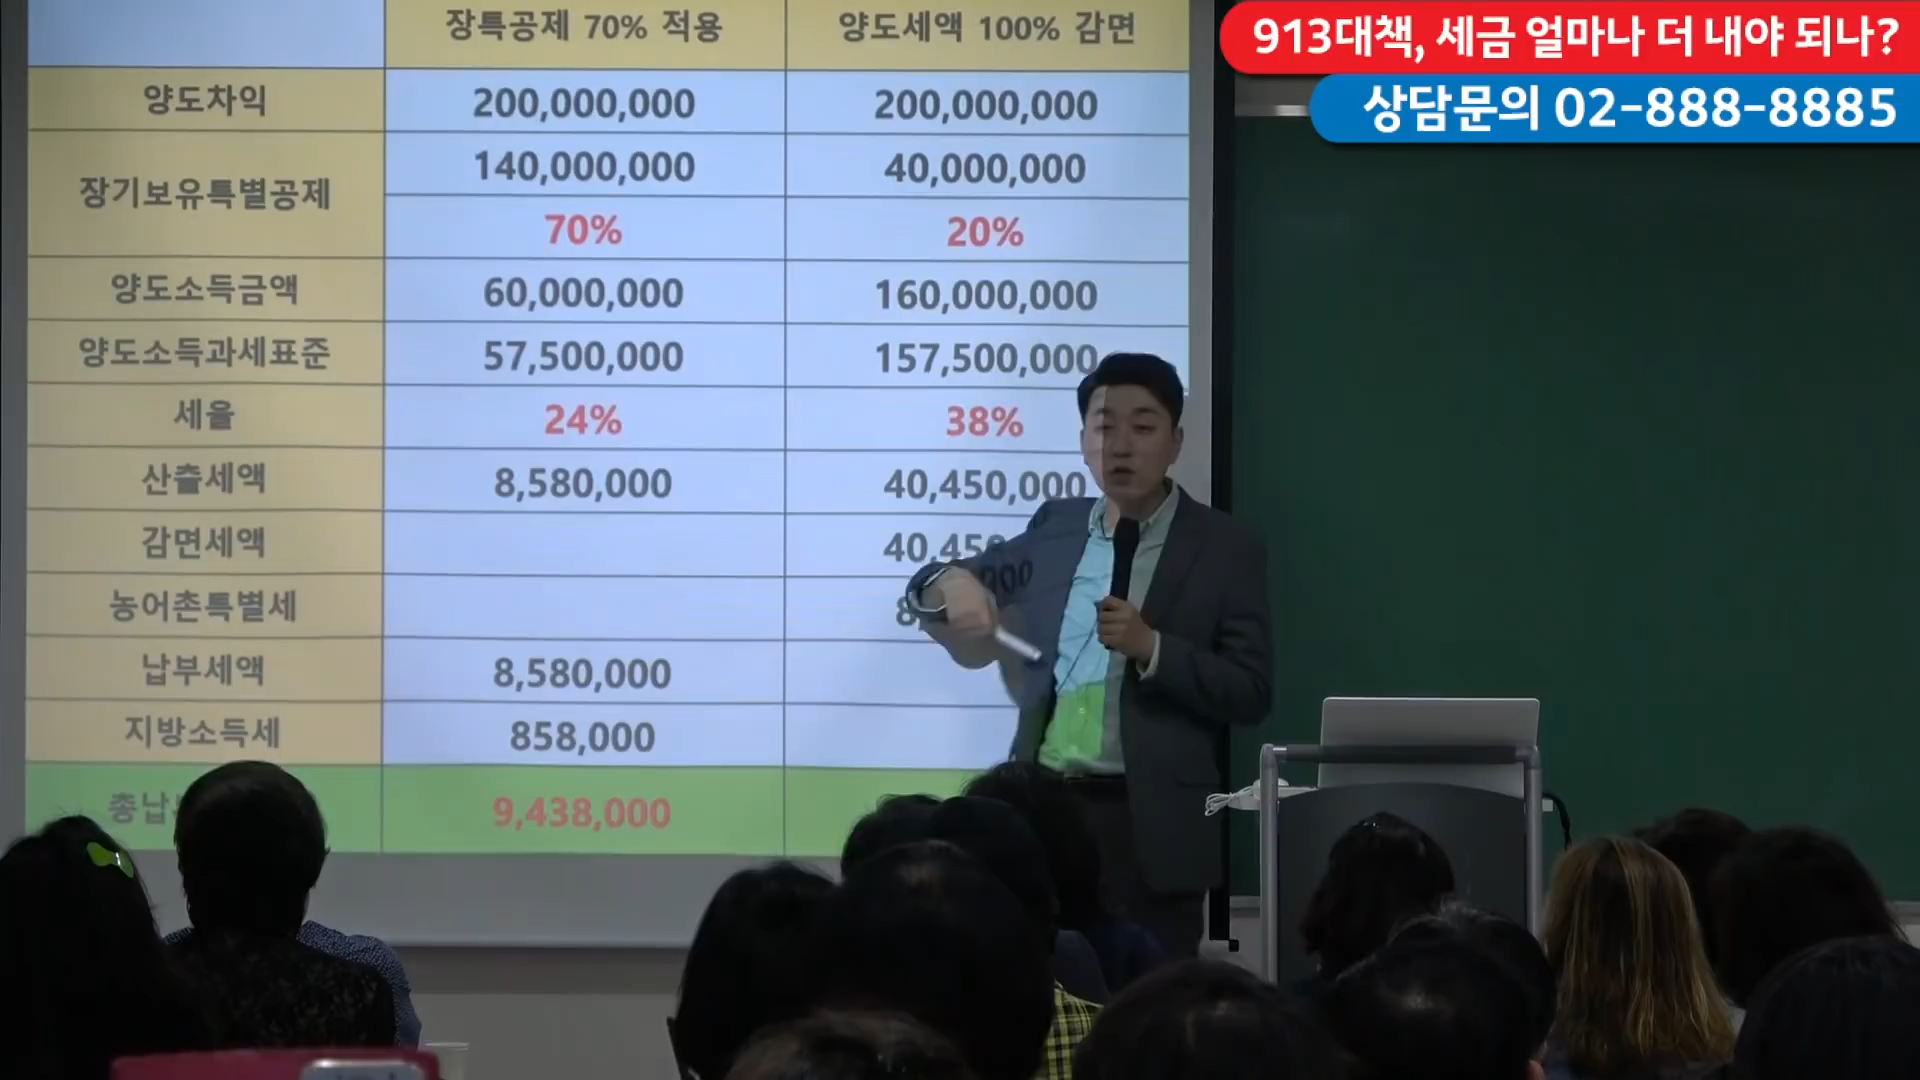 913대책, 세금 얼마나 더 내야 되나?
상담문의 02-888-8885
장특공제 70% 적용 양도세액 100% 감면
양도차익 200,000,000 200,000,000
장기보유특별공제 140,000,000 40,000,000
70% 20%
양도소득금액 60,000,000 160,000,000
양도소득과세표준 57,500,000 157,500,000
세율 24% 38%
산출세액 8,580,000 40,450,000
감면세액
농어촌특별세
납부세액 8,580,000
지방소득세 858,000
9,438,000